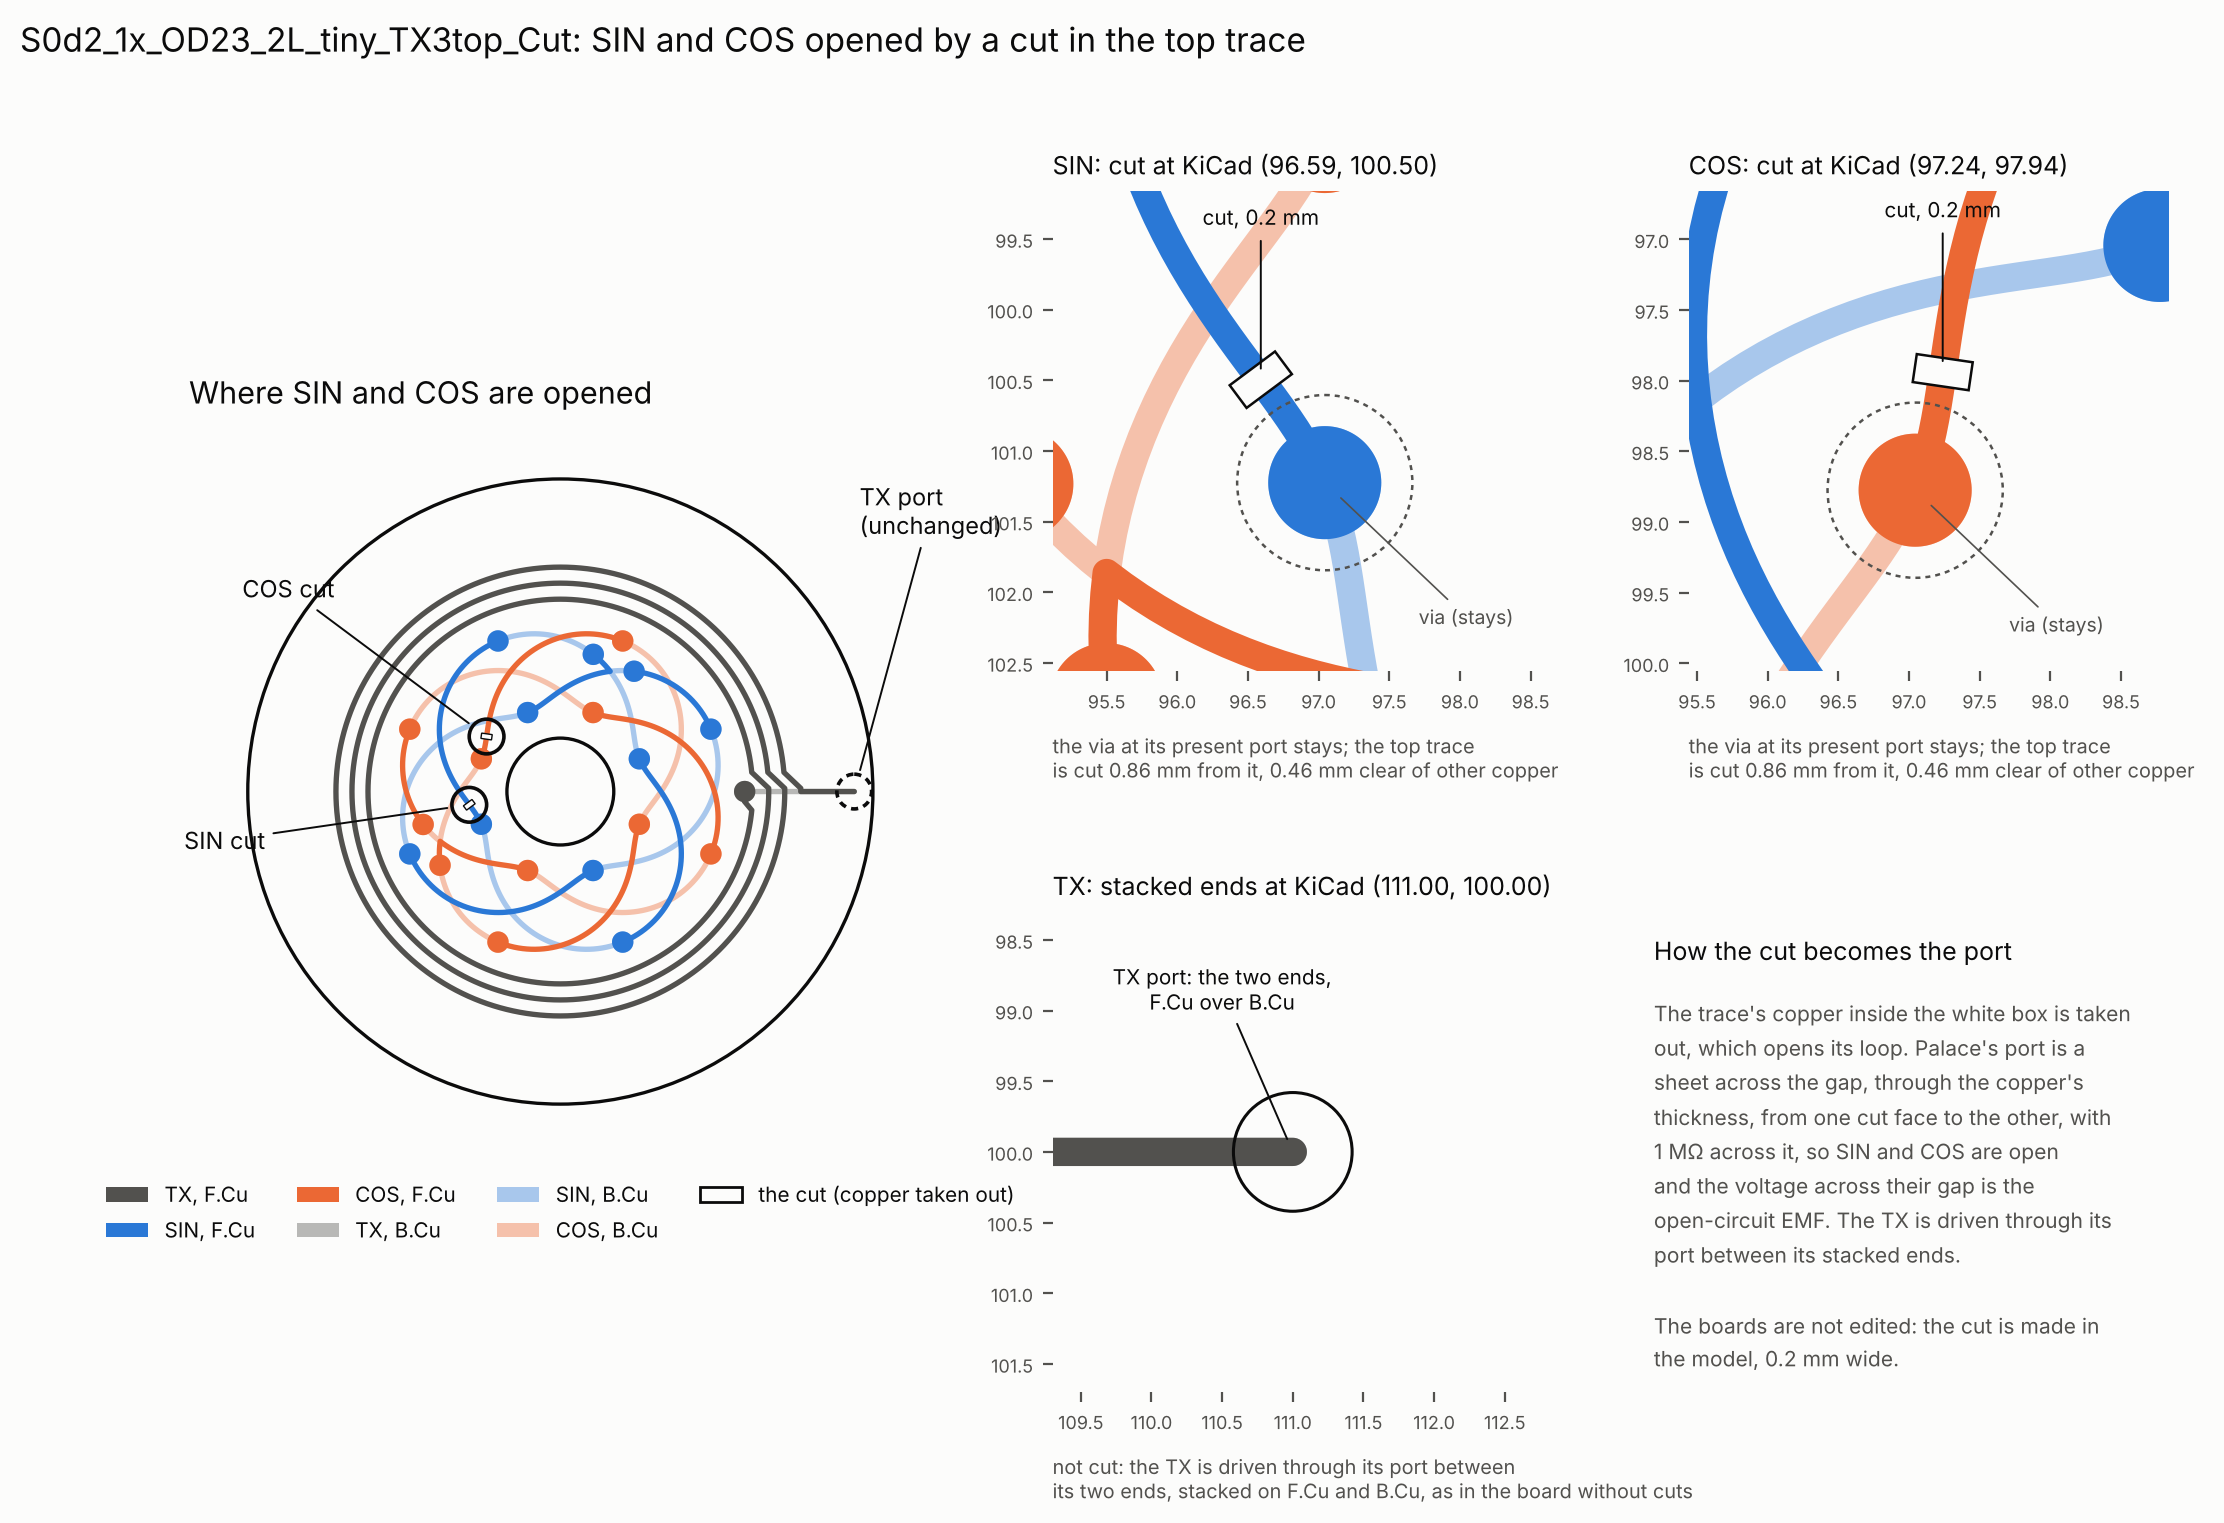 S0d2_1x_OD23_2L_tiny_TX3top_Cut: SIN and COS opened by a cut in the top trace
Where SIN and COS are opened
TX port
(unchanged)
COS cut
SIN cut
TX, F.Cu
COS, F.Cu
SIN, B.Cu
the cut (copper taken out)
SIN, F.Cu
TX, B.Cu
COS, B.Cu
SIN: cut at KiCad (96.59, 100.50)
cut, 0.2 mm
99.5
100.0
100.5
101.0
101.5
102.0
102.5
via (stays)
95.5 96.0 96.5 97.0 97.5 98.0 98.5
the via at its present port stays; the top trace
is cut 0.86 mm from it, 0.46 mm clear of other copper
COS: cut at KiCad (97.24, 97.94)
cut, 0.2 mm
97.0
97.5
98.0
98.5
99.0
99.5
100.0
via (stays)
95.5 96.0 96.5 97.0 97.5 98.0 98.5
the via at its present port stays; the top trace
is cut 0.86 mm from it, 0.46 mm clear of other copper
TX: stacked ends at KiCad (111.00, 100.00)
98.5
99.0
99.5
100.0
100.5
101.0
101.5
TX port: the two ends,
F.Cu over B.Cu
109.5 110.0 110.5 111.0 111.5 112.0 112.5
not cut: the TX is driven through its port between
its two ends, stacked on F.Cu and B.Cu, as in the board without cuts
How the cut becomes the port
The trace's copper inside the white box is taken
out, which opens its loop. Palace's port is a
sheet across the gap, through the copper's
thickness, from one cut face to the other, with
1 MΩ across it, so SIN and COS are open
and the voltage across their gap is the
open-circuit EMF. The TX is driven through its
port between its stacked ends.
The boards are not edited: the cut is made in
the model, 0.2 mm wide.